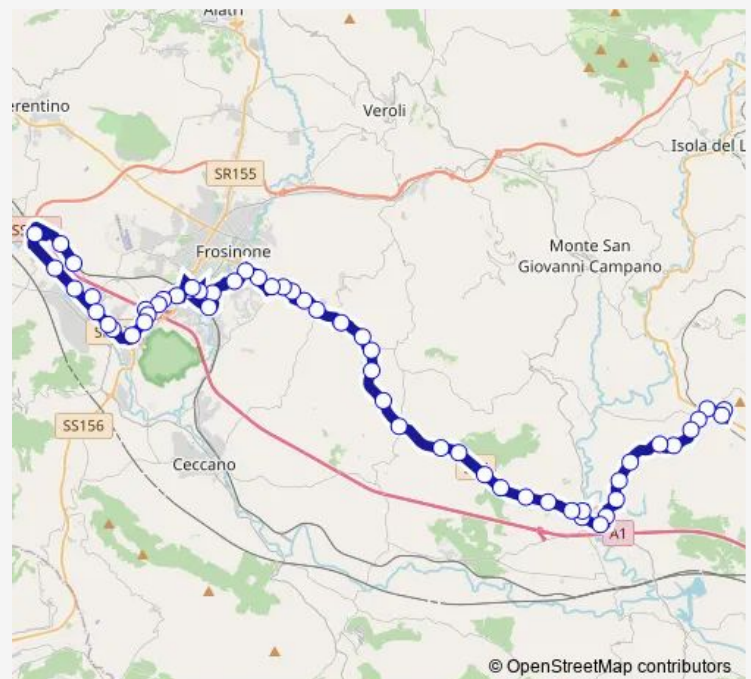 Alatri
erentino
Veroli
Isola del L
SR155
Frosinone
Monte San
Giovanni Campano
SS156
Ceccano
A1
© OpenStreetMap contributors